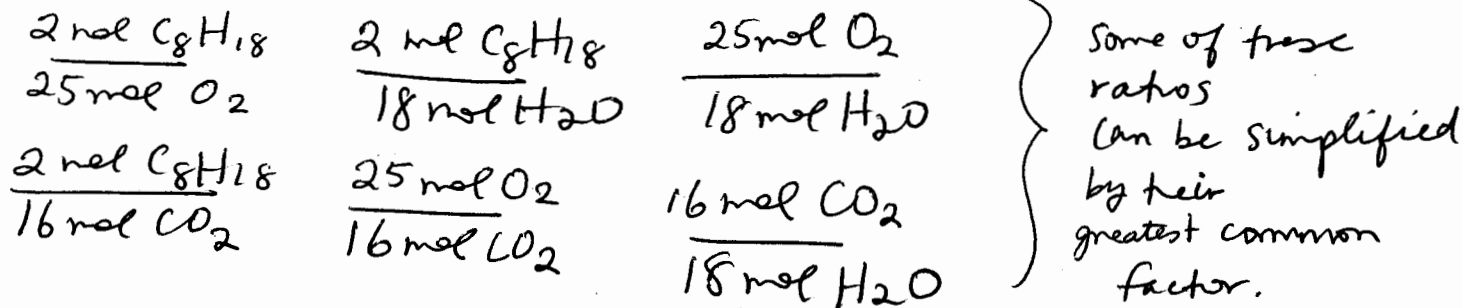 2 mol C₈H₁₈ 2 mol C₈H₁₈ 25 mol O₂
25 mol O₂ 18 mol H₂O 18 mol H₂O
2 mol C₈H₁₈ 25 mol O₂ 16 mol CO₂
16 mol CO₂ 16 mol CO₂ 18 mol H₂O
some of these
ratios
can be simplified
by their
greatest common
factor.